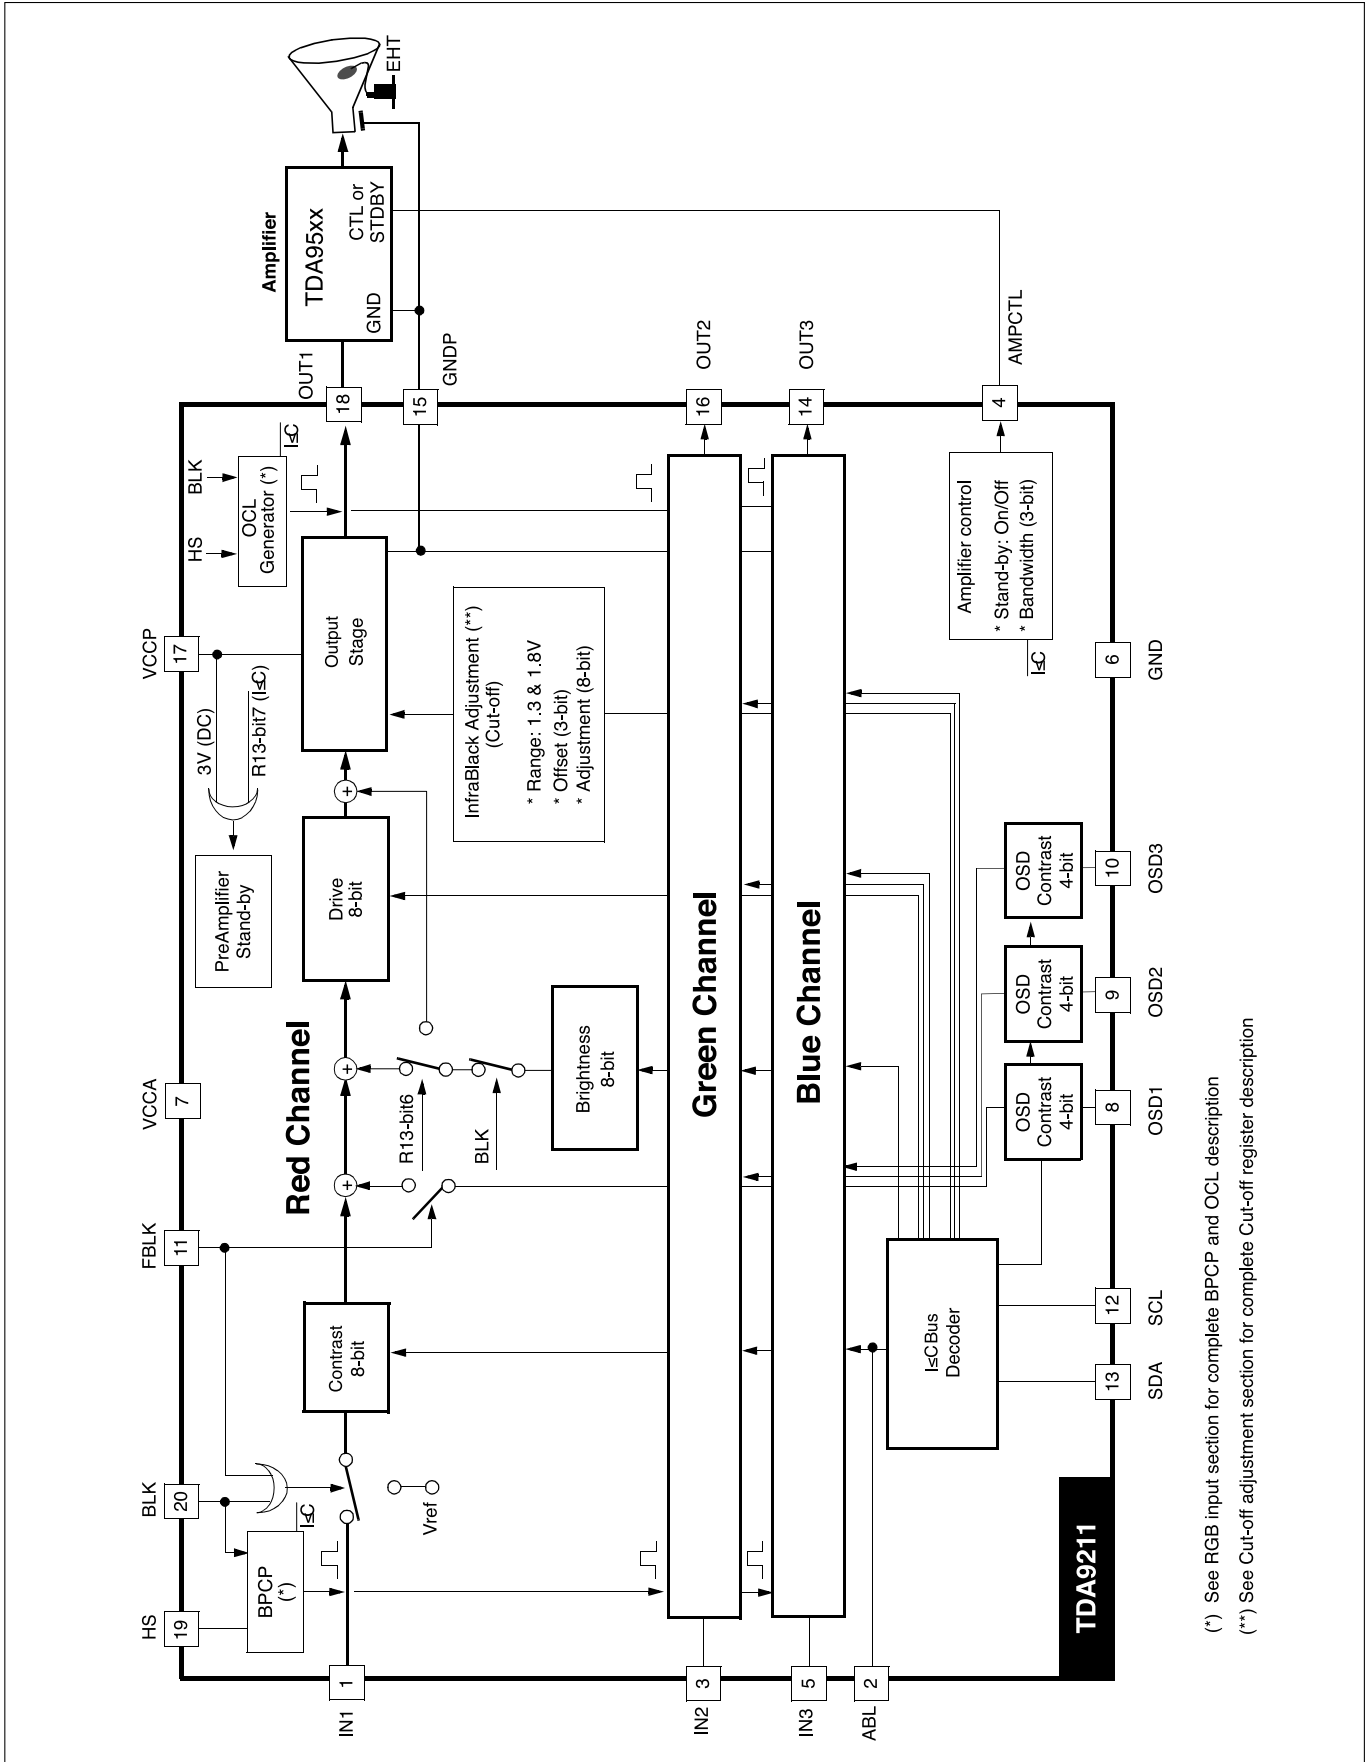 HS
BLK
FBLK
VCCA
VCCP
19
20
11
7
17
BPCP
(*)
I≤C
PreAmplifier
Stand-by
3V (DC)
R13-bit7 (I≤C)
HS
BLK
OCL
Generator (*)
I≤C
Red Channel
IN1
1
Contrast
8-bit
+
+
Drive
8-bit
+
Output
Stage
18
OUT1
Amplifier
TDA95xx
GND
CTL or
STDBY
EHT
Vref
R13-bit6
BLK
15
GNDP
InfraBlack Adjustment (**)
(Cut-off)
* Range: 1.3 & 1.8V
* Offset (3-bit)
* Adjustment (8-bit)
Brightness
8-bit
IN2
3
Green Channel
16
OUT2
IN3
5
Blue Channel
14
OUT3
ABL
2
I≤CBus
Decoder
Amplifier control
* Stand-by: On/Off
* Bandwidth (3-bit)
I≤C
4
AMPCTL
OSD
Contrast
4-bit
OSD
Contrast
4-bit
OSD
Contrast
4-bit
TDA9211
13
12
8
9
10
6
SDA
SCL
OSD1
OSD2
OSD3
GND
(*) See RGB input section for complete BPCP and OCL description
(**) See Cut-off adjustment section for complete Cut-off register description